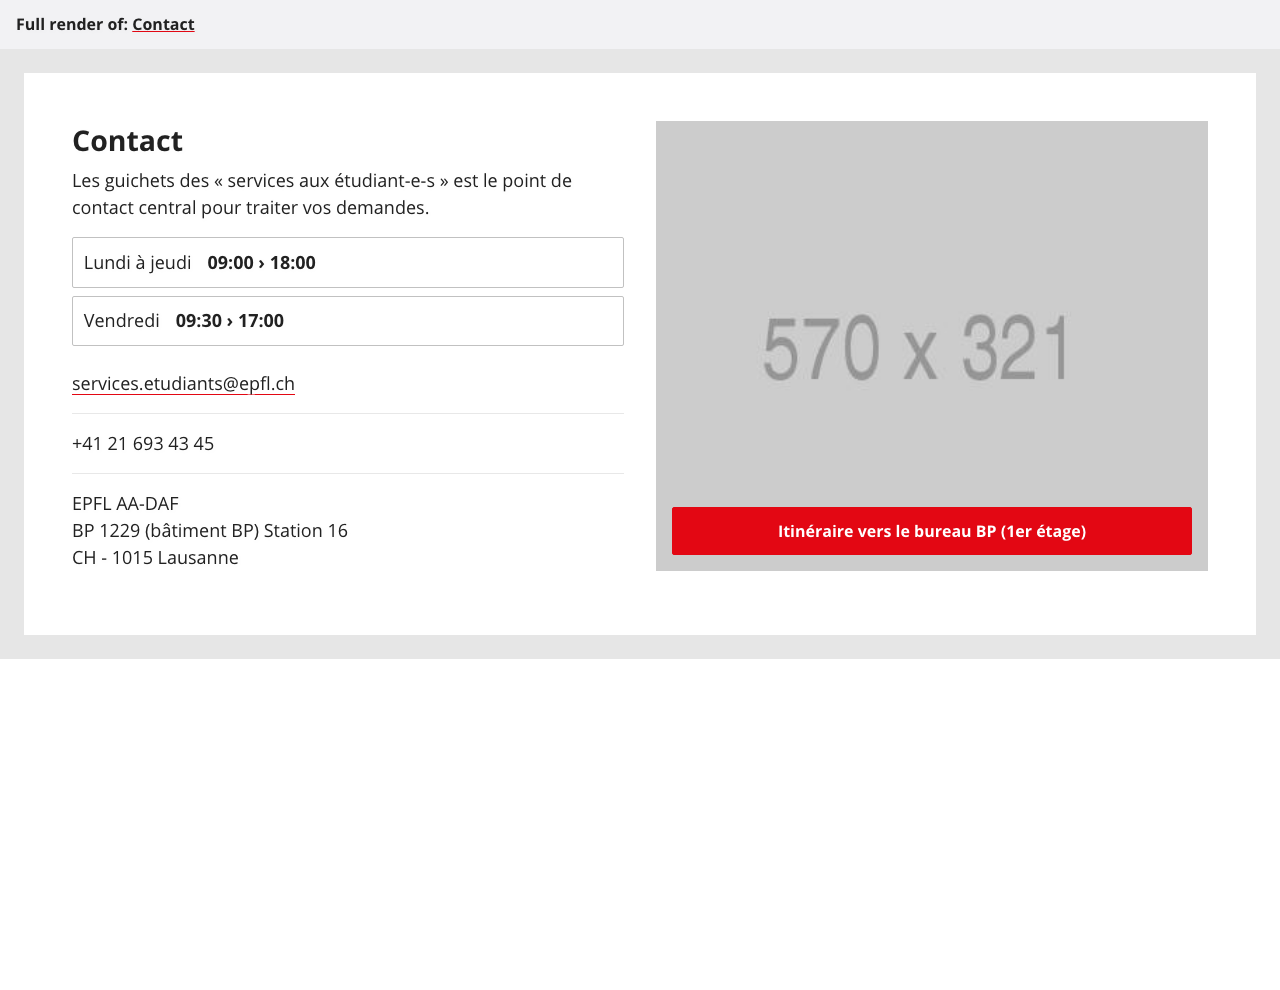 Full render of: Contact
Contact
Les guichets des « services aux étudiant-e-s » est le point de
contact central pour traiter vos demandes.
Lundi à jeudi 09:00 › 18:00
Vendredi 09:30 › 17:00
services.etudiants@epfl.ch
+41 21 693 43 45
EPFL AA-DAF
BP 1229 (bâtiment BP) Station 16
CH - 1015 Lausanne
570 x 321
Itinéraire vers le bureau BP (1er étage)